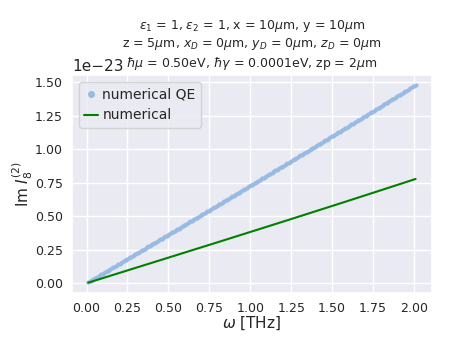 ε₁ = 1, ε₂ = 1, x = 10μm, y = 10μm
z = 5μm, x_D = 0μm, y_D = 0μm, z_D = 0μm
1e−23 ℏμ = 0.50eV, ℏγ = 0.0001eV, zp = 2μm
numerical QE
numerical
1.50
1.25
1.00
0.75
0.50
0.25
0.00
Im I₈⁽²⁾
0.00 0.25 0.50 0.75 1.00 1.25 1.50 1.75 2.00
ω [THz]